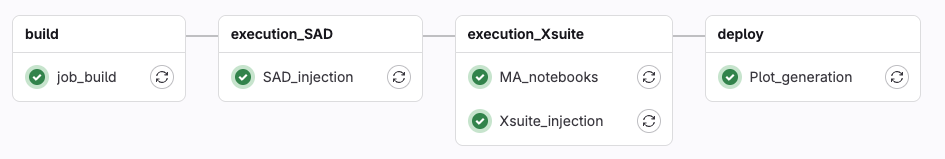 build
job_build
execution_SAD
SAD_injection
execution_Xsuite
MA_notebooks
Xsuite_injection
deploy
Plot_generation